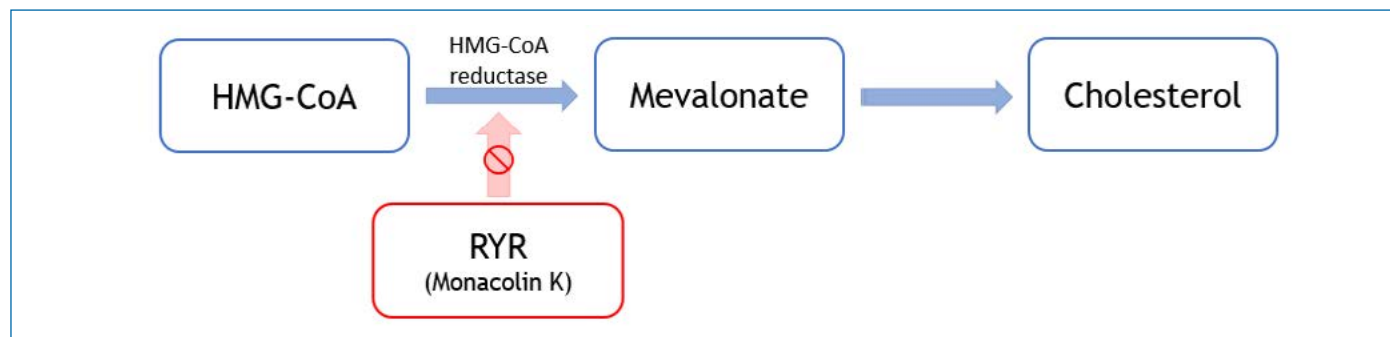 HMG-CoA
HMG-CoA
reductase
Mevalonate
Cholesterol
RYR
(Monacolin K)